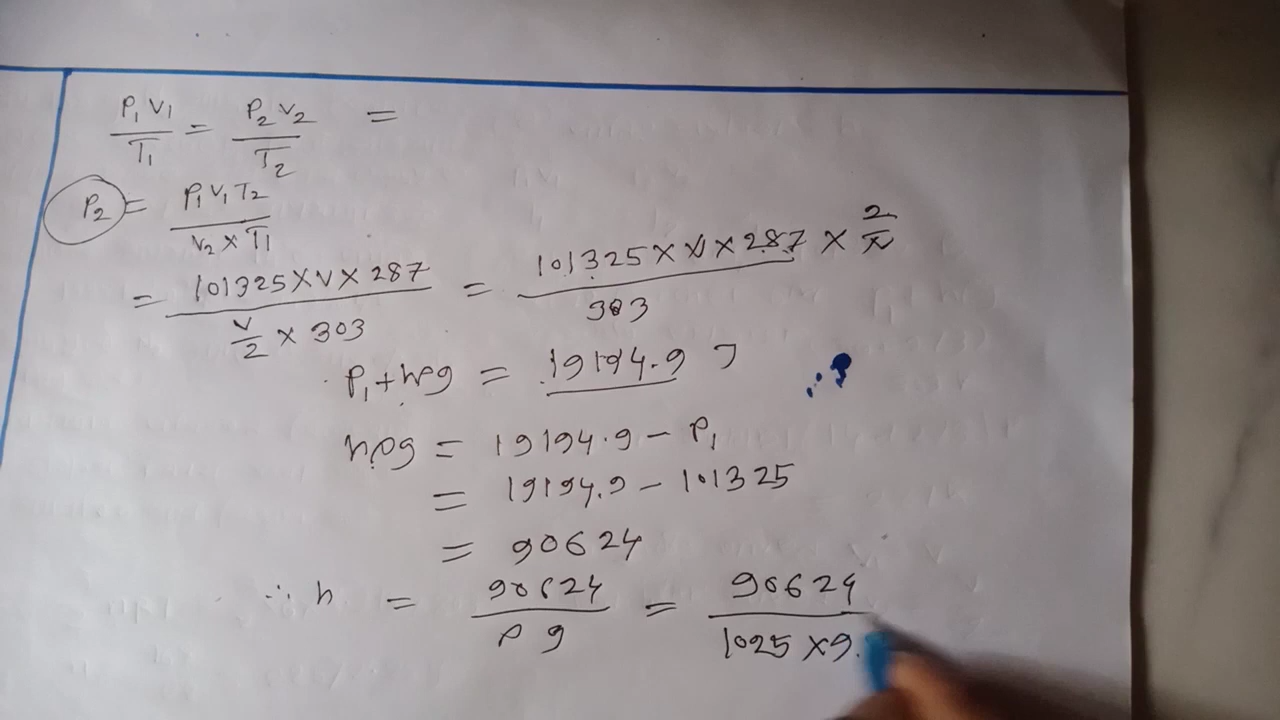 P₁V₁/T₁ = P₂V₂/T₂ =
P₂ = P₁V₁T₂/V₂×T₁
= 101325×V×287/(V/2 × 303) = 101325×V×287/303 × 2/V
P₁+hρg = 19194.9
hρg = 19194.9 – P₁
= 19194.9 – 101325
= 90624
∴ h = 90624/ρg = 90624/1025×9.